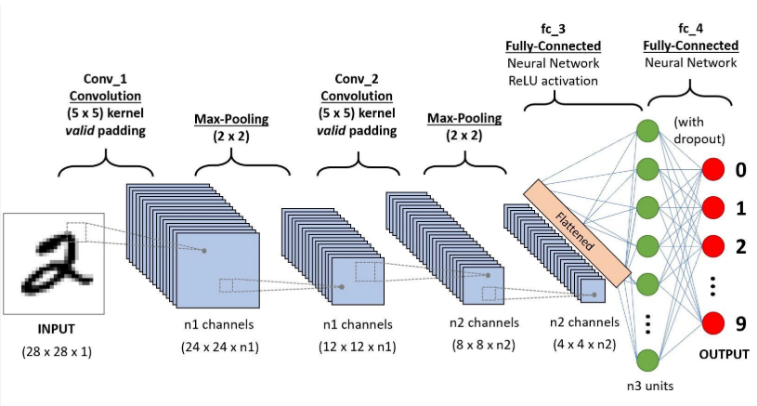 Conv_1
Convolution
(5 x 5) kernel
valid padding
Max-Pooling
(2 x 2)
Conv_2
Convolution
(5 x 5) kernel
valid padding
Max-Pooling
(2 x 2)
fc_3
Fully-Connected
Neural Network
ReLU activation
fc_4
Fully-Connected
Neural Network
(with
dropout)
Flattened
0
1
2
9
OUTPUT
2
INPUT
(28 x 28 x 1)
n1 channels
(24 x 24 x n1)
n1 channels
(12 x 12 x n1)
n2 channels
(8 x 8 x n2)
n2 channels
(4 x 4 x n2)
n3 units